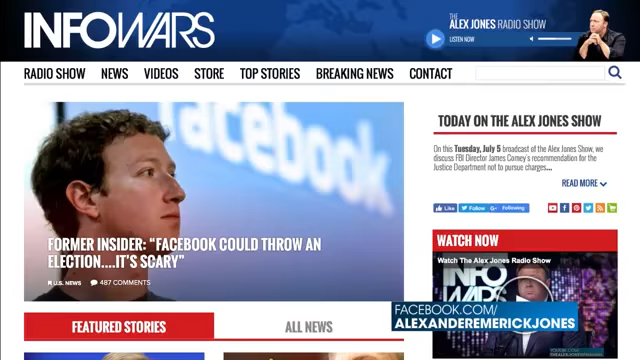 INFOWARS
THE
ALEX JONES RADIO SHOW
LISTEN NOW
RADIO SHOW NEWS VIDEOS STORE TOP STORIES BREAKING NEWS CONTACT
facebook
FORMER INSIDER: “FACEBOOK COULD THROW AN
ELECTION....IT'S SCARY”
U.S. NEWS 487 COMMENTS
TODAY ON THE ALEX JONES SHOW
On this Tuesday, July 5 broadcast of the Alex Jones Show, we
discuss FBI Director James Comey's recommendation for the
Justice Department not to pursue charges....
READ MORE
Like Follow Following
WATCH NOW
Watch The Alex Jones Radio Show
INFO
WARS
FACEBOOK.COM/
ALEXANDEREMERICKJONES
FEATURED STORIES
ALL NEWS